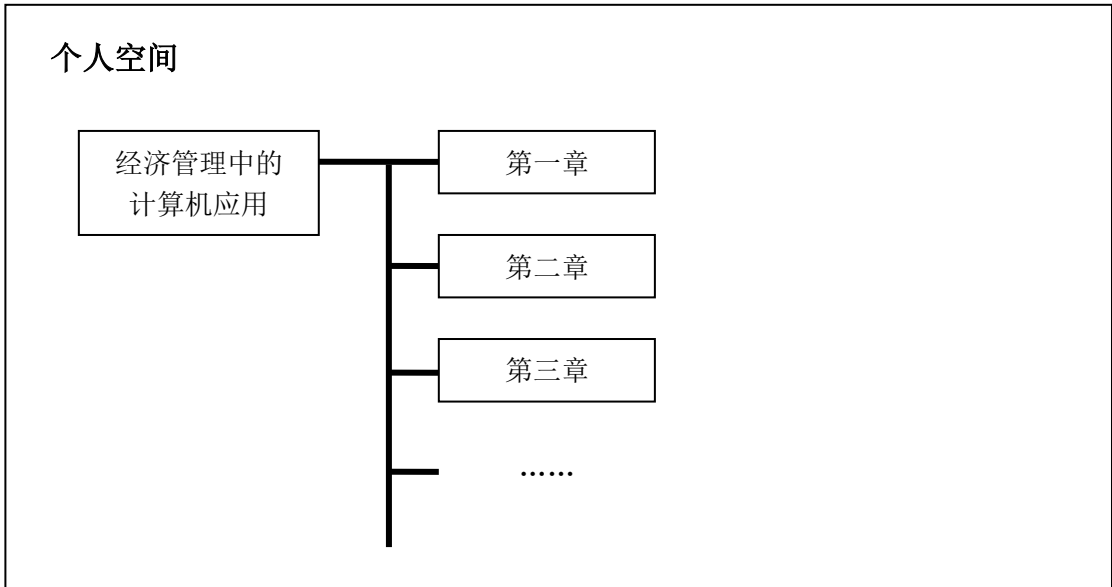 个人空间
经济管理中的
计算机应用
第一章
第二章
第三章
……